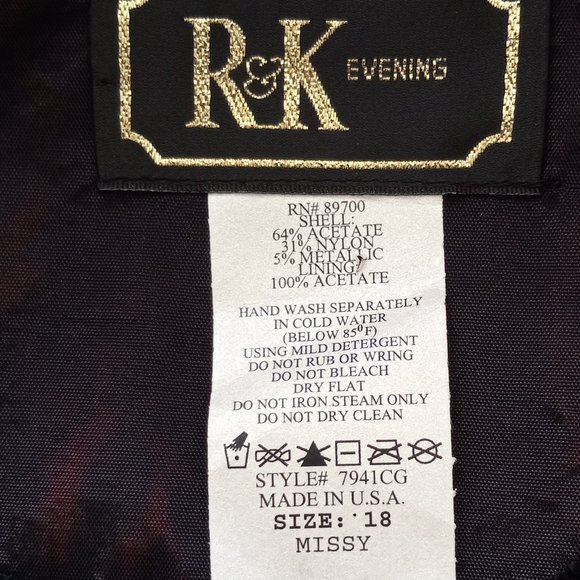 R&K EVENING
RN# 89700
SHELL:
64% ACETATE
31% NYLON
5% METALLIC
LINING:
100% ACETATE
HAND WASH SEPARATELY
IN COLD WATER
(BELOW 85⁰F)
USING MILD DETERGENT
DO NOT RUB OR WRING
DO NOT BLEACH
DRY FLAT
DO NOT IRON STEAM ONLY
DO NOT DRY CLEAN
STYLE# 7941CG
MADE IN U.S.A.
SIZE: 18
MISSY